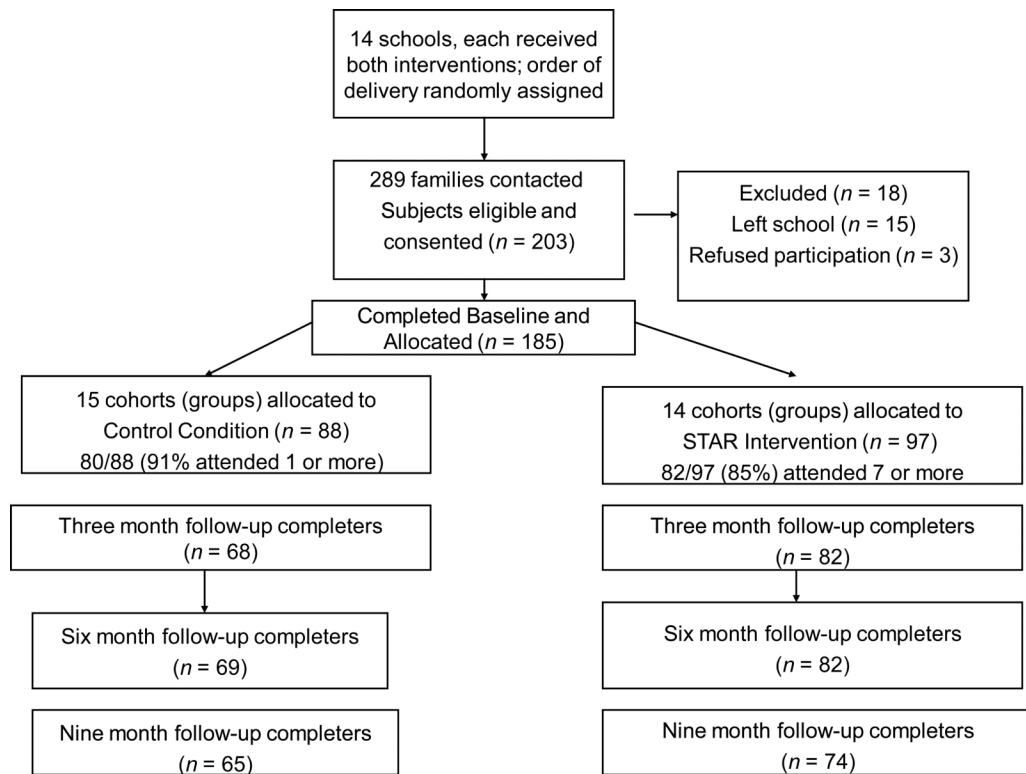 14 schools, each received
both interventions; order of
delivery randomly assigned
289 families contacted
Subjects eligible and
consented (n = 203)
Excluded (n = 18)
Left school (n = 15)
Refused participation (n = 3)
Completed Baseline and
Allocated (n = 185)
15 cohorts (groups) allocated to
Control Condition (n = 88)
80/88 (91% attended 1 or more)
14 cohorts (groups) allocated to
STAR Intervention (n = 97)
82/97 (85%) attended 7 or more
Three month follow-up completers
(n = 68)
Three month follow-up completers
(n = 82)
Six month follow-up completers
(n = 69)
Six month follow-up completers
(n = 82)
Nine month follow-up completers
(n = 65)
Nine month follow-up completers
(n = 74)